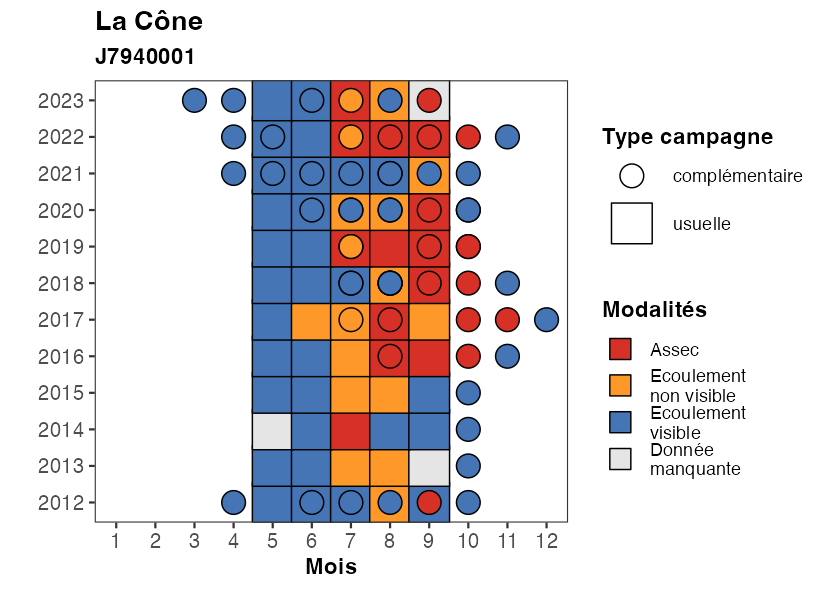 La Cône
J7940001
2023
2022
2021
2020
2019
2018
2017
2016
2015
2014
2013
2012
1 2 3 4 5 6 7 8 9 10 11 12
Mois
Type campagne
complémentaire
usuelle
Modalités
Assec
Ecoulement
non visible
Ecoulement
visible
Donnée
manquante